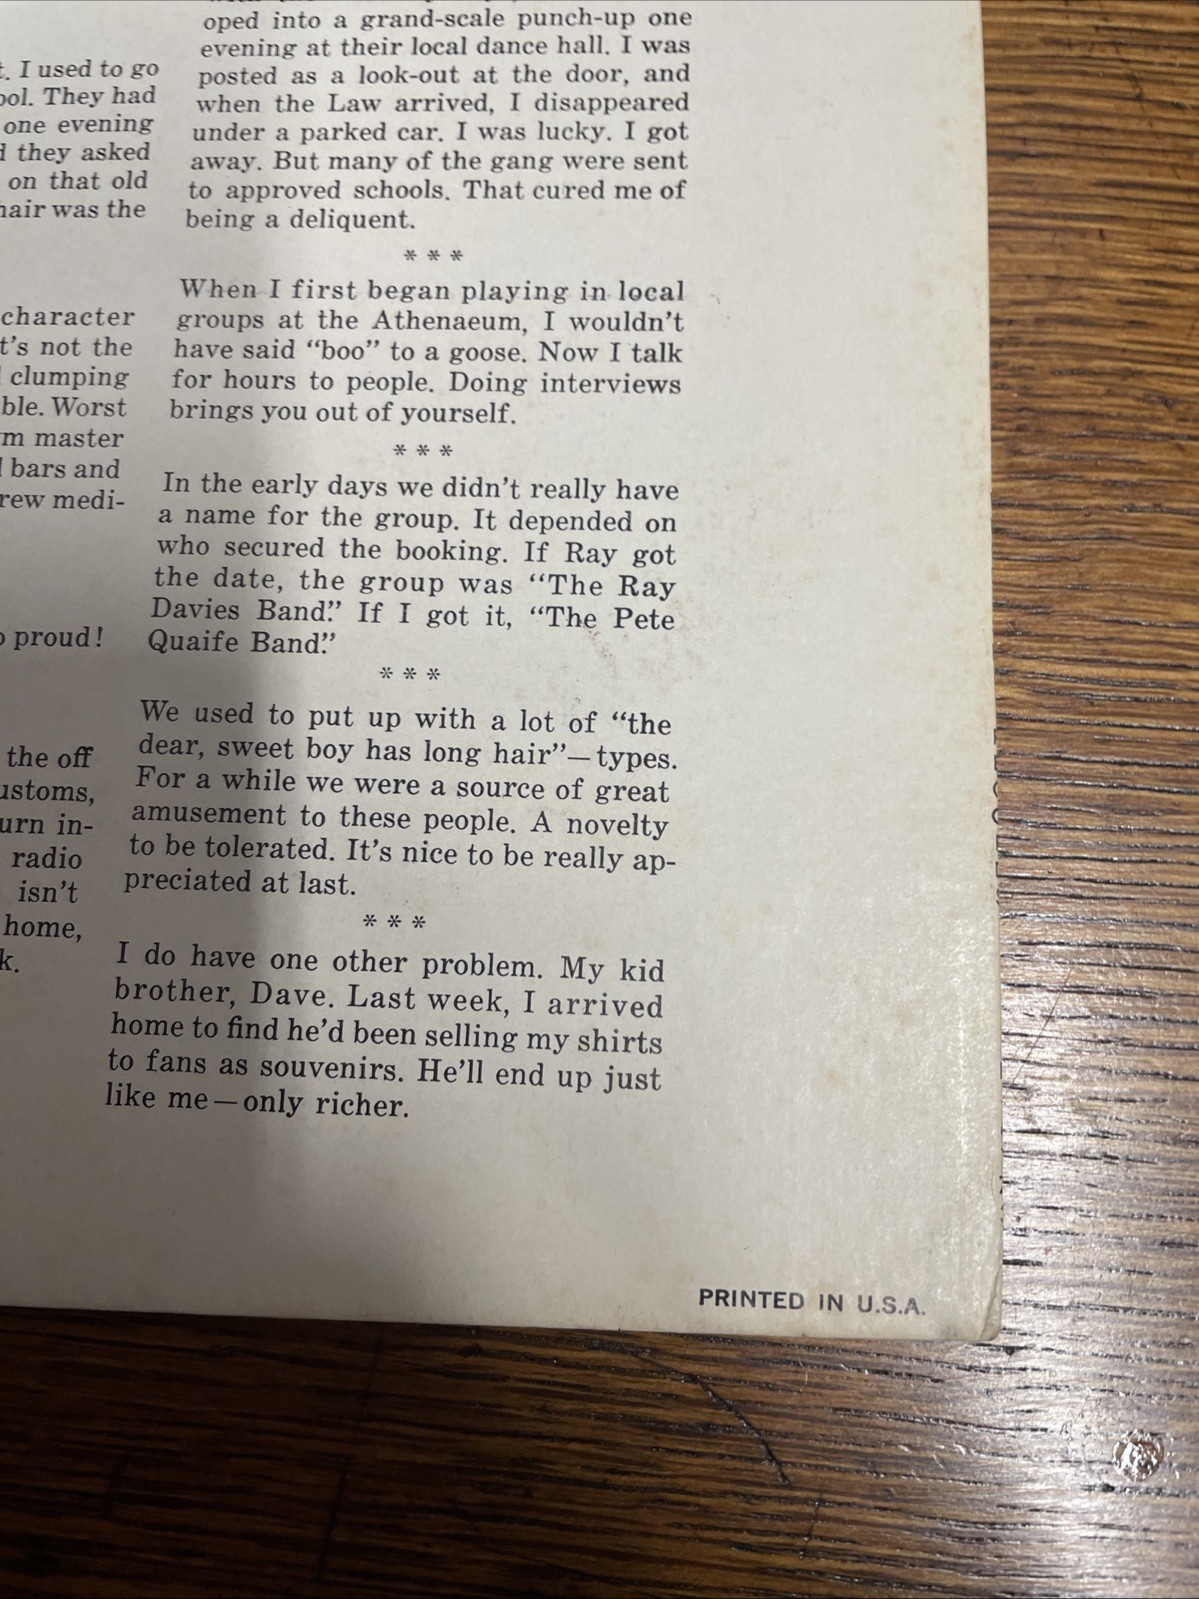 t. I used to go
ool. They had
one evening
d they asked
on that old
hair was the
character
t's not the
clumping
ble. Worst
m master
l bars and
rew medi-
o proud!
the off
ustoms,
urn in-
radio
isn't
home,
k.
oped into a grand-scale punch-up one
evening at their local dance hall. I was
posted as a look-out at the door, and
when the Law arrived, I disappeared
under a parked car. I was lucky. I got
away. But many of the gang were sent
to approved schools. That cured me of
being a deliquent.
* * *
When I first began playing in local
groups at the Athenaeum, I wouldn't
have said “boo” to a goose. Now I talk
for hours to people. Doing interviews
brings you out of yourself.
* * *
In the early days we didn't really have
a name for the group. It depended on
who secured the booking. If Ray got
the date, the group was “The Ray
Davies Band.” If I got it, “The Pete
Quaife Band.”
* * *
We used to put up with a lot of “the
dear, sweet boy has long hair”—types.
For a while we were a source of great
amusement to these people. A novelty
to be tolerated. It's nice to be really ap-
preciated at last.
* * *
I do have one other problem. My kid
brother, Dave. Last week, I arrived
home to find he'd been selling my shirts
to fans as souvenirs. He'll end up just
like me—only richer.
PRINTED IN U.S.A.